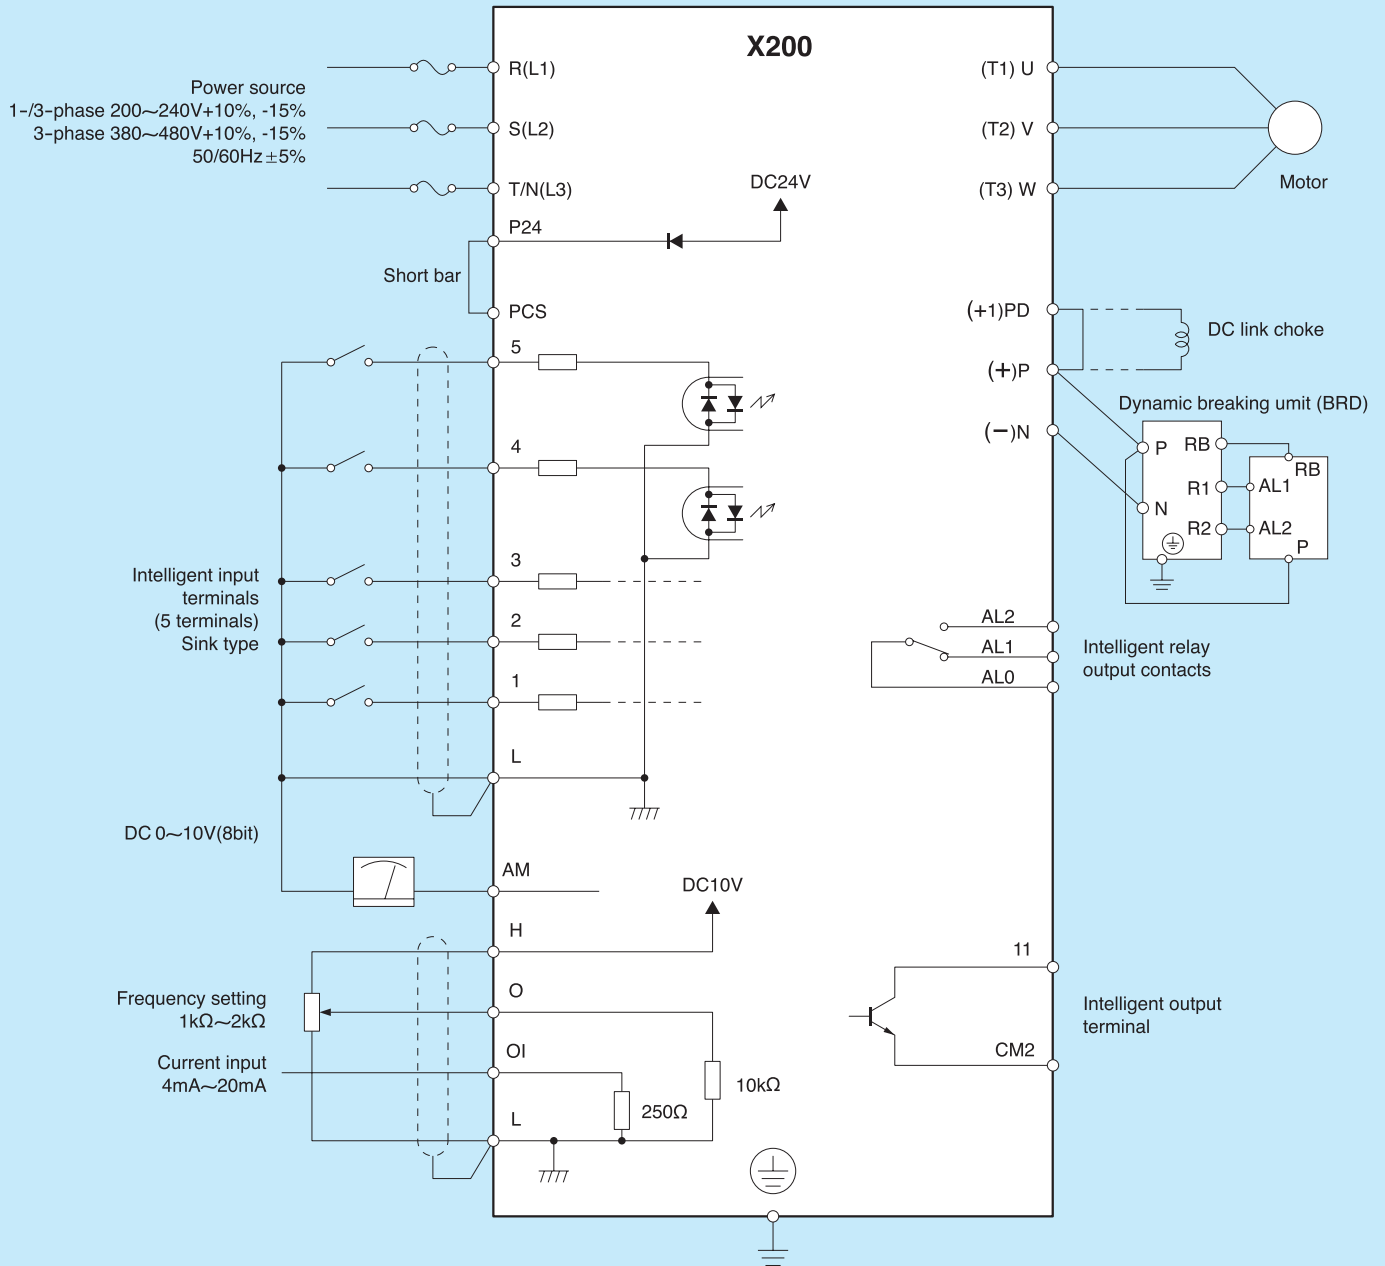 X200
Power source
1-/3-phase 200~240V+10%, -15%
3-phase 380~480V+10%, -15%
50/60Hz±5%
R(L1)
S(L2)
T/N(L3)
(T1) U
(T2) V
(T3) W
Motor
DC24V
P24
Short bar
PCS
(+1)PD
(+)P
(−)N
DC link choke
Dynamic breaking umit (BRD)
P
N
RB
R1
R2
RB
AL1
AL2
P
5
4
3
2
1
L
Intelligent input
terminals
(5 terminals)
Sink type
AL2
AL1
AL0
Intelligent relay
output contacts
DC 0~10V(8bit)
AM
DC10V
H
O
OI
L
Frequency setting
1kΩ~2kΩ
Current input
4mA~20mA
10kΩ
250Ω
11
CM2
Intelligent output
terminal